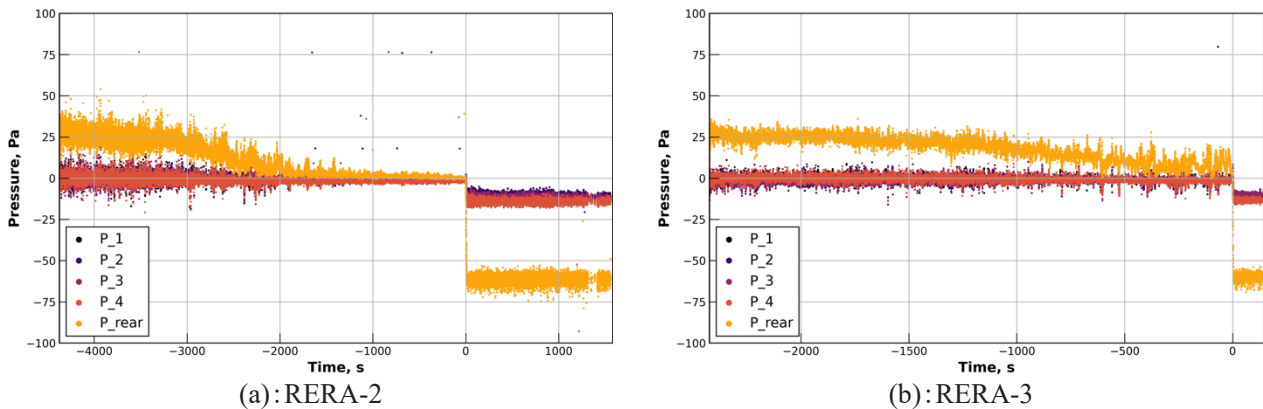 100
75
50
25
0
−25
−50
−75
−100
Pressure, Pa
P_1
P_2
P_3
P_4
P_rear
−4000 −3000 −2000 −1000 0 1000
Time, s
(a): RERA-2
100
75
50
25
0
−25
−50
−75
−100
Pressure, Pa
P_1
P_2
P_3
P_4
P_rear
−2000 −1500 −1000 −500 0
Time, s
(b): RERA-3